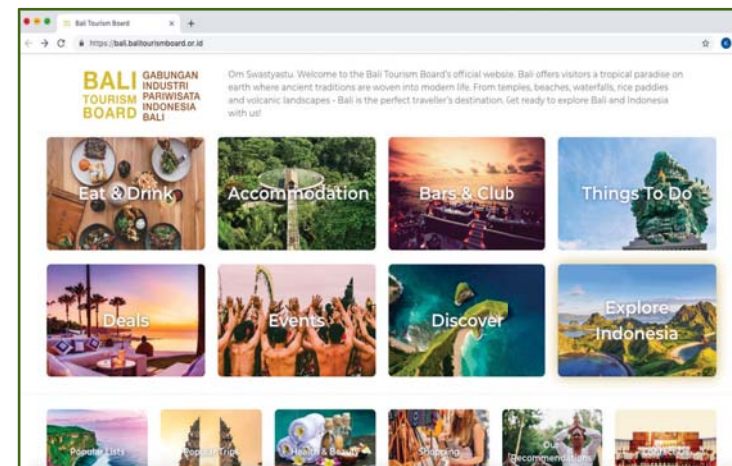 Bali Tourism Board
https://bali.balitourismboard.or.id
BALI
TOURISM
BOARD
GABUNGAN
INDUSTRI
PARIWISATA
INDONESIA
BALI
Om Swastyastu. Welcome to the Bali Tourism Board's official website. Bali offers visitors a tropical paradise on
earth where ancient traditions are woven into modern life. From temples, beaches, waterfalls, rice paddies
and volcanic landscapes - Bali is the perfect traveller's destination. Get ready to explore Bali and Indonesia
with us!
Eat & Drink
Accommodation
Bars & Club
Things To Do
Deals
Events
Discover
Explore
Indonesia
Popular Lists
Popular Trips
Health & Beauty
Shopping
Our
Recommendations
Contact Us